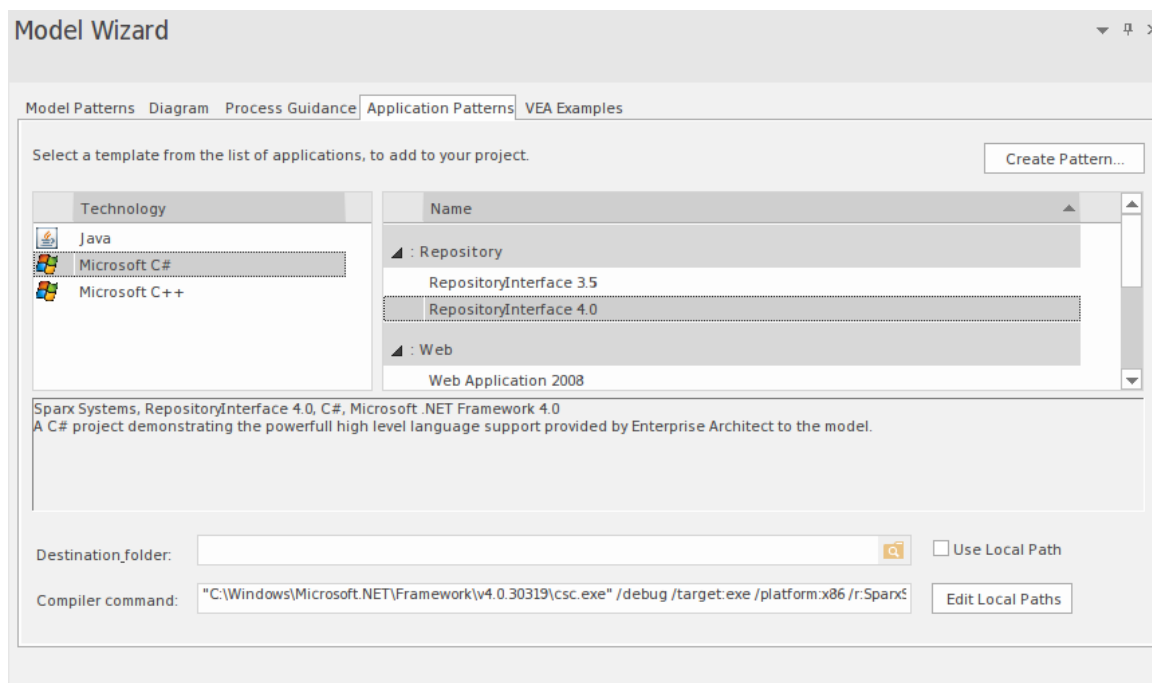 Model Wizard
Model Patterns Diagram Process Guidance Application Patterns VEA Examples
Select a template from the list of applications, to add to your project.
Create Pattern...
Technology
Java
Microsoft C#
Microsoft C++
Name
: Repository
RepositoryInterface 3.5
RepositoryInterface 4.0
: Web
Web Application 2008
Sparx Systems, RepositoryInterface 4.0, C#, Microsoft .NET Framework 4.0
A C# project demonstrating the powerfull high level language support provided by Enterprise Architect to the model.
Destination_folder:
Use Local Path
Compiler command:
"C:\Windows\Microsoft.NET\Framework\v4.0.30319\csc.exe" /debug /target:exe /platform:x86 /r:SparxS
Edit Local Paths